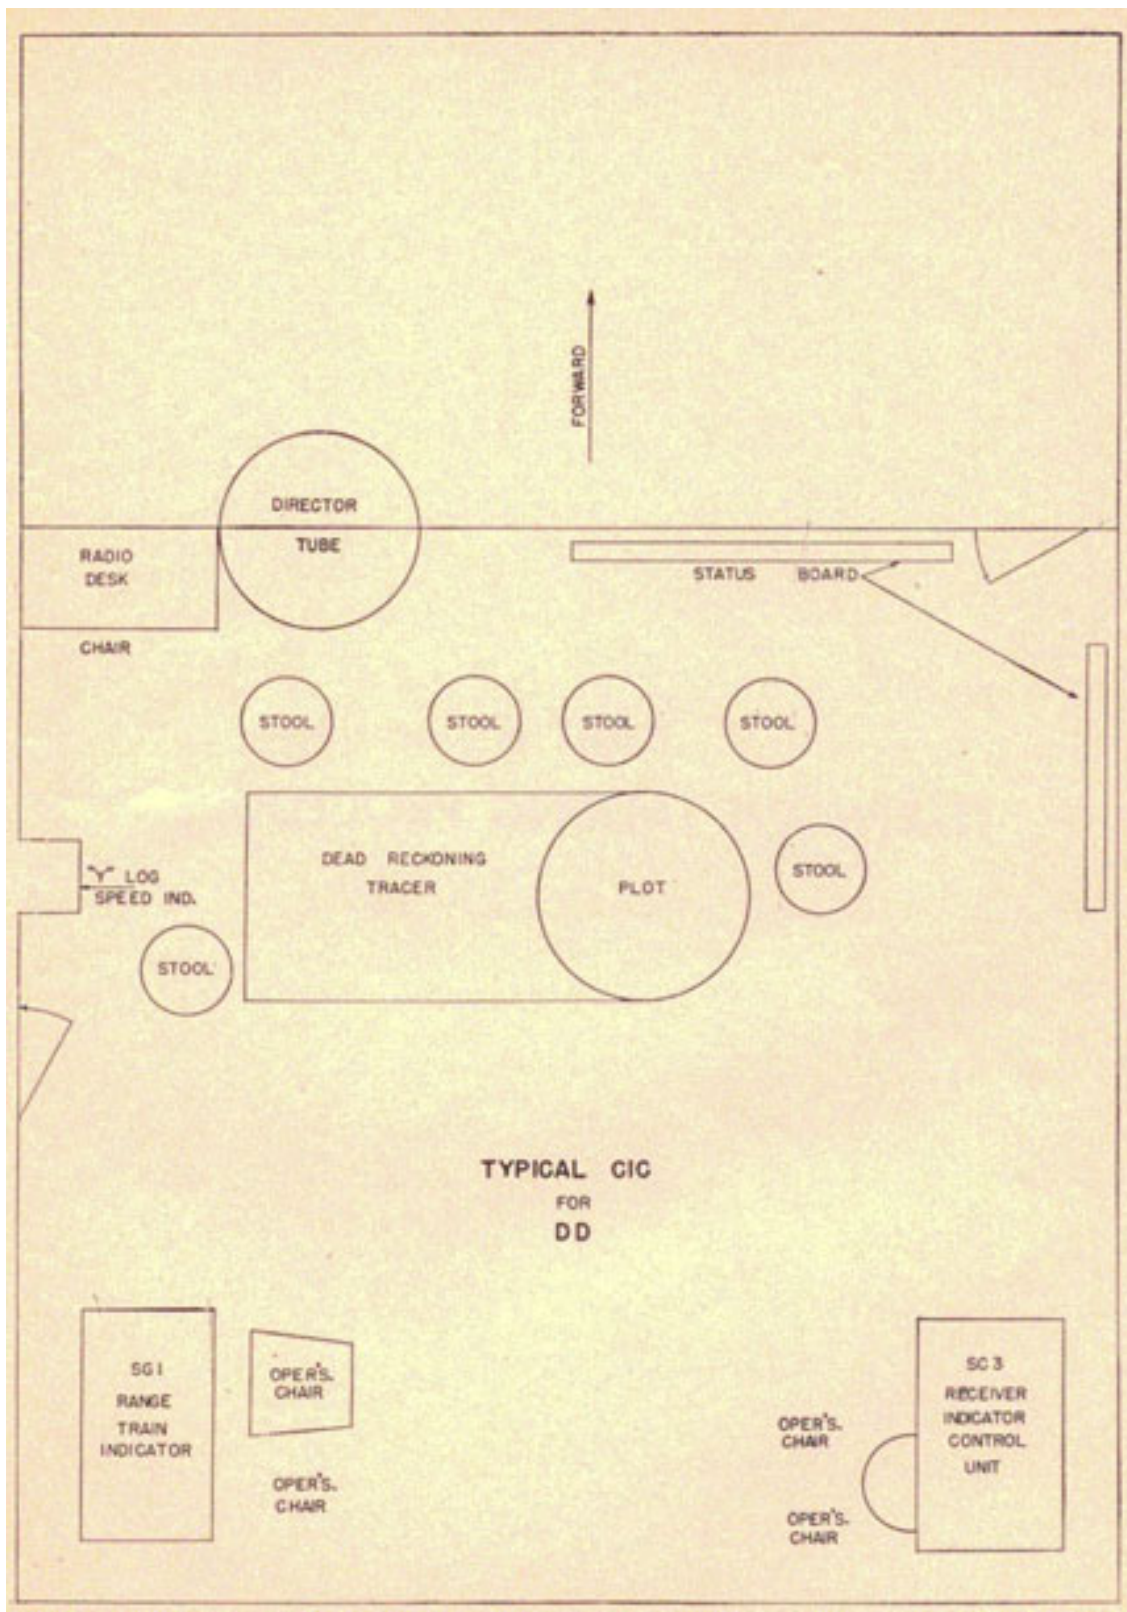 FORWARD
DIRECTOR
TUBE
RADIO
DESK
CHAIR
STATUS BOARD
STOOL
STOOL
STOOL
STOOL
DEAD RECKONING
TRACER
PLOT
STOOL
"Y" LOG
SPEED IND.
STOOL
TYPICAL CIC
FOR
DD
SG 1
RANGE
TRAIN
INDICATOR
OPER'S.
CHAIR
OPER'S.
CHAIR
OPER'S.
CHAIR
OPER'S.
CHAIR
SC 3
RECEIVER
INDICATOR
CONTROL
UNIT